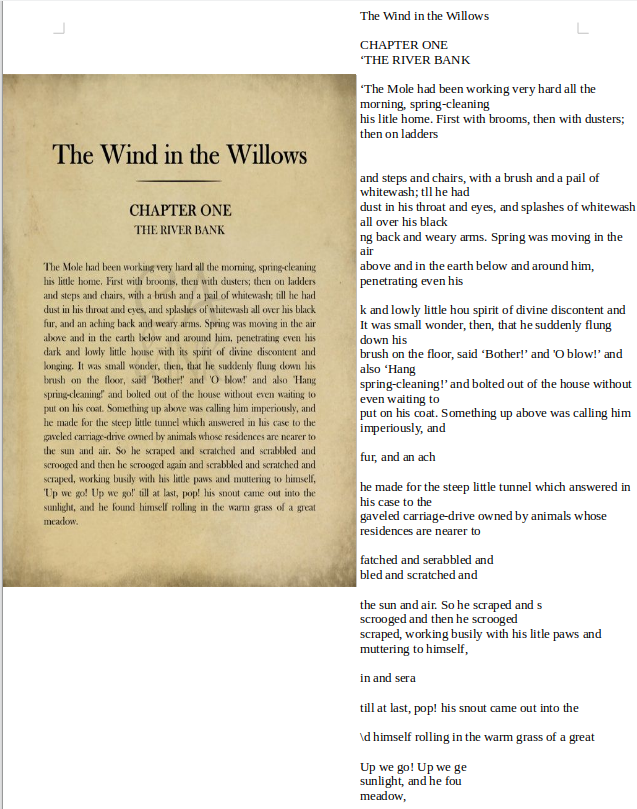 The Wind in the Willows
CHAPTER ONE
THE RIVER BANK
The Mole had been working very hard all the morning, spring-cleaning
his little home. First with brooms, then with dusters; then on ladders
and steps and chairs, with a brush and a pail of whitewash; till he had
dust in his throat and eyes, and splashes of whitewash all over his black
fur, and an aching back and weary arms. Spring was moving in the air
above and in the earth below and around him, penetrating even his
dark and lowly little house with its spirit of divine discontent and
longing. It was small wonder, then, that he suddenly flung down his
brush on the floor, said 'Bother!' and 'O blow!' and also 'Hang
spring-cleaning!' and bolted out of the house without even waiting to
put on his coat. Something up above was calling him imperiously, and
he made for the steep little tunnel which answered in his case to the
gaveled carriage-drive owned by animals whose residences are nearer to
the sun and air. So he scraped and scratched and scrabbled and
scrooged and then he scrooged again and scrabbled and scratched and
scraped, working busily with his little paws and muttering to himself,
'Up we go! Up we go!' till at last, pop! his snout came out into the
sunlight, and he found himself rolling in the warm grass of a great
meadow.
The Wind in the Willows
CHAPTER ONE
‘THE RIVER BANK
‘The Mole had been working very hard all the
morning, spring-cleaning
his litle home. First with brooms, then with dusters;
then on ladders
and steps and chairs, with a brush and a pail of
whitewash; tll he had
dust in his throat and eyes, and splashes of whitewash
all over his black
ng back and weary arms. Spring was moving in the
air
above and in the earth below and around him,
penetrating even his
k and lowly little hou spirit of divine discontent and
It was small wonder, then, that he suddenly flung
down his
brush on the floor, said ‘Bother!’ and 'O blow!’ and
also ‘Hang
spring-cleaning!’ and bolted out of the house without
even waiting to
put on his coat. Something up above was calling him
imperiously, and
fur, and an ach
he made for the steep little tunnel which answered in
his case to the
gaveled carriage-drive owned by animals whose
residences are nearer to
fatched and serabbled and
bled and scratched and
the sun and air. So he scraped and s
scrooged and then he scrooged
scraped, working busily with his litle paws and
muttering to himself,
in and sera
till at last, pop! his snout came out into the
\d himself rolling in the warm grass of a great
Up we go! Up we ge
sunlight, and he fou
meadow,